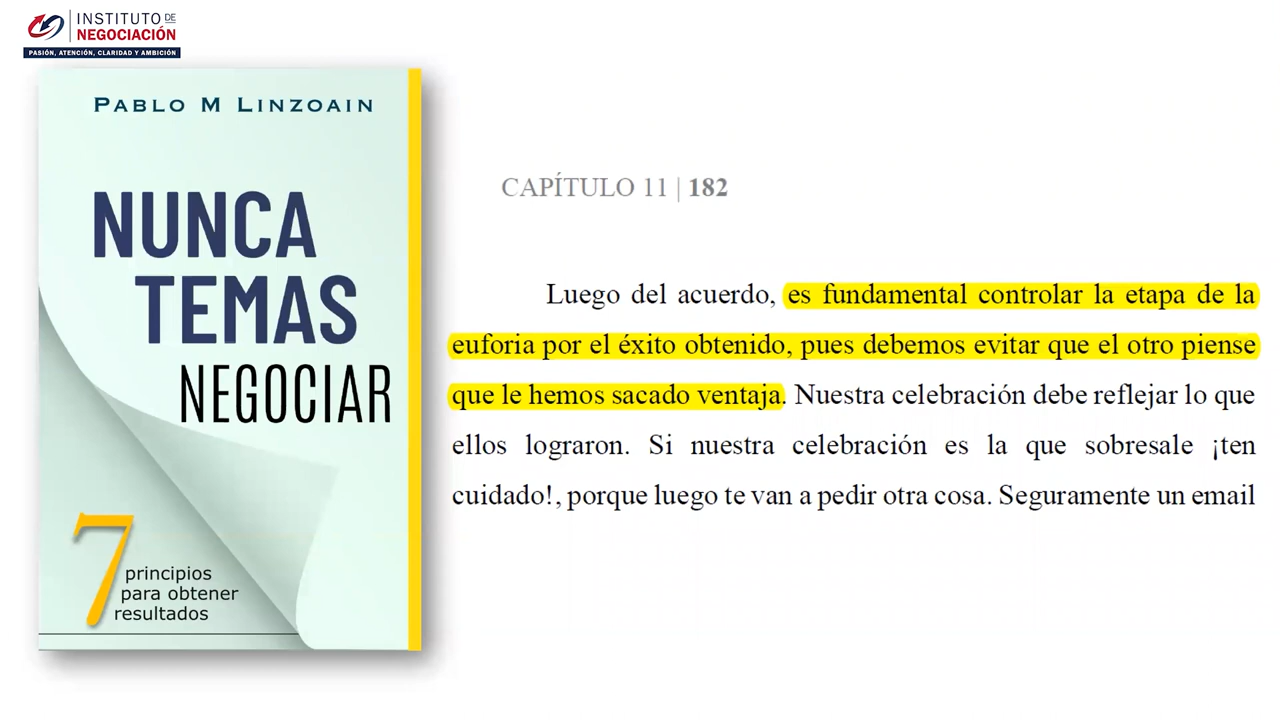 INSTITUTO DE
NEGOCIACIÓN
PASIÓN, ATENCIÓN, CLARIDAD Y AMBICIÓN
PABLO M LINZOAIN
NUNCA
TEMAS
NEGOCIAR
7
principios
para obtener
resultados
CAPÍTULO 11 | 182
Luego del acuerdo, es fundamental controlar la etapa de la
euforia por el éxito obtenido, pues debemos evitar que el otro piense
que le hemos sacado ventaja. Nuestra celebración debe reflejar lo que
ellos lograron. Si nuestra celebración es la que sobresale ¡ten
cuidado!, porque luego te van a pedir otra cosa. Seguramente un email